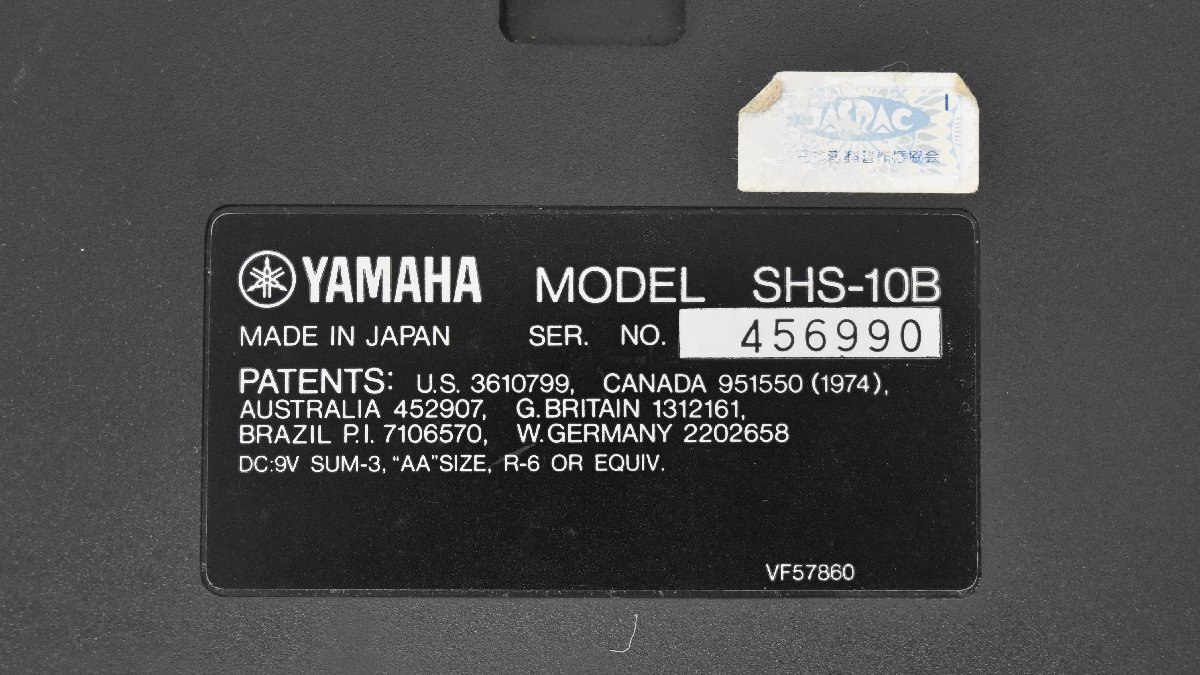 JASRAC
YAMAHA MODEL SHS-10B
MADE IN JAPAN SER. NO. 456990
PATENTS: U.S. 3610799, CANADA 951550 (1974),
AUSTRALIA 452907, G.BRITAIN 1312161,
BRAZIL P.I. 7106570, W.GERMANY 2202658
DC:9V SUM-3, "AA"SIZE, R-6 OR EQUIV.
VF57860